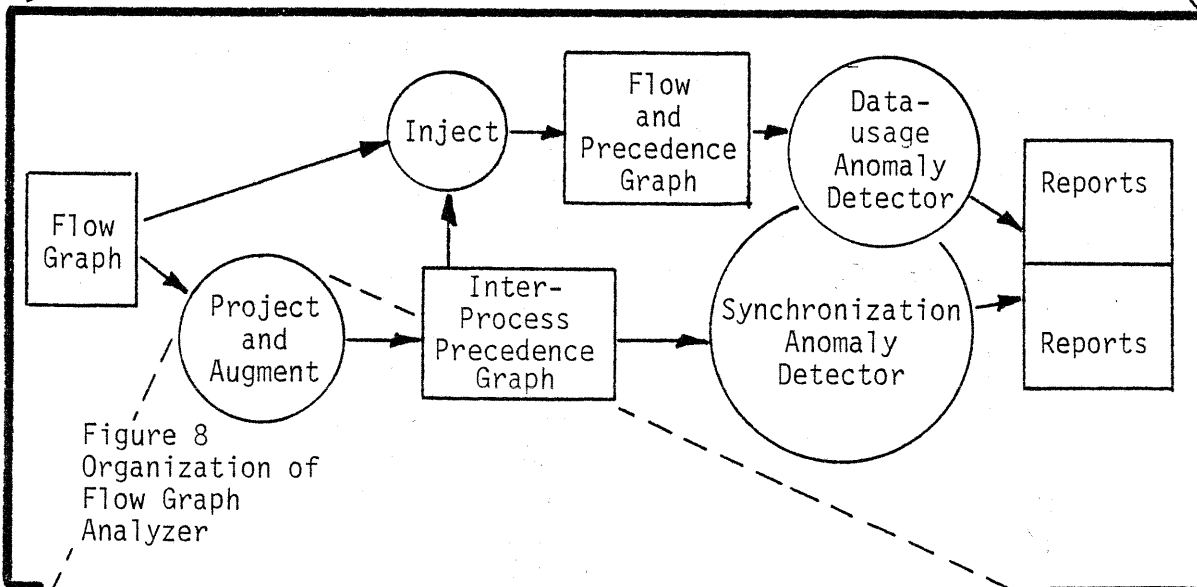 Flow
Graph
Project
and
Augment
Inject
Inter-
Process
Precedence
Graph
Flow
and
Precedence
Graph
Data-
usage
Anomaly
Detector
Synchronization
Anomaly
Detector
Reports
Reports
Figure 8
Organization of
Flow Graph
Analyzer